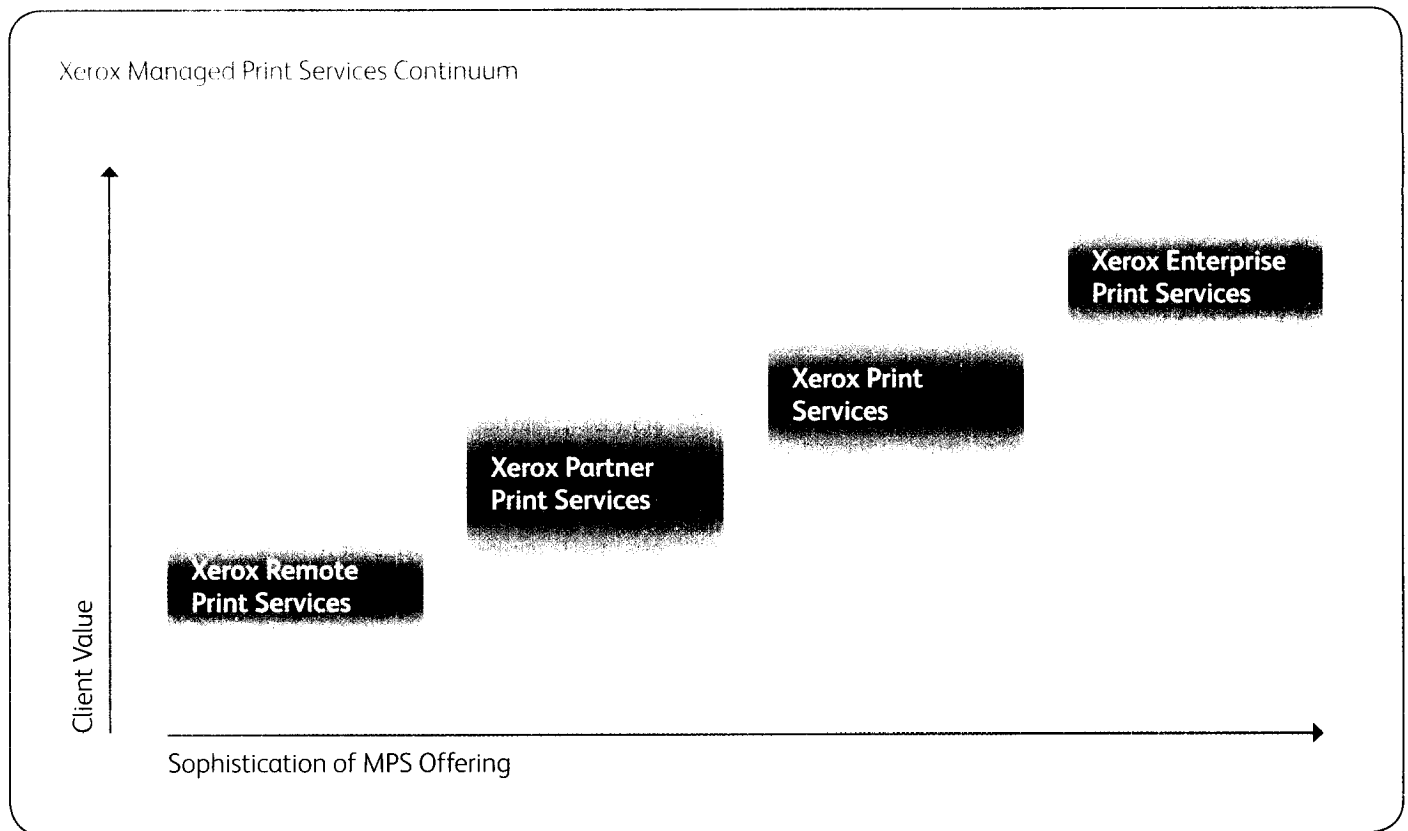 Xerox Managed Print Services Continuum
Xerox Enterprise
Print Services
Xerox Print
Services
Xerox Partner
Print Services
Xerox Remote
Print Services
Client Value
Sophistication of MPS Offering